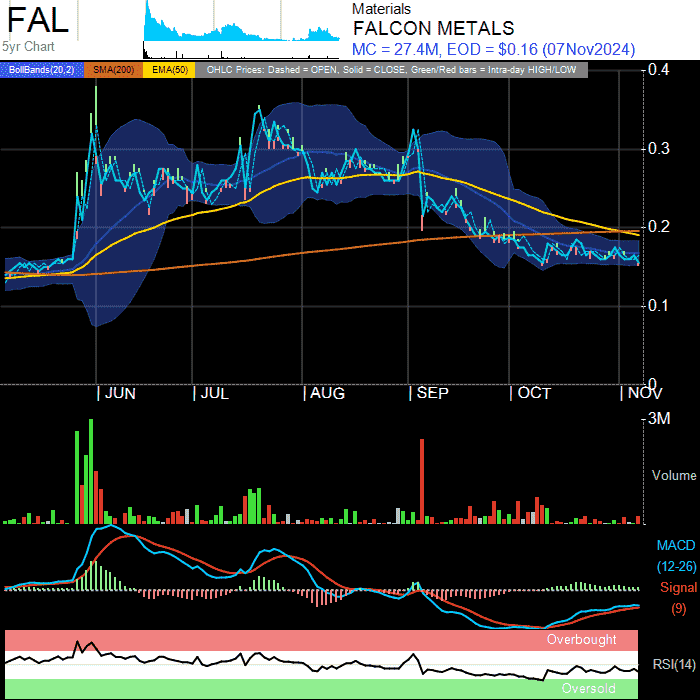 FAL
5yr Chart
Materials
FALCON METALS
MC = 27.4M, EOD = $0.16 (07Nov2024)
BollBands(20,2) SMA(200) EMA(50) OHLC Prices: Dashed = OPEN, Solid = CLOSE, Green/Red bars = Intra-day HIGH/LOW
0.4
0.3
0.2
0.1
0
JUN JUL AUG SEP OCT NOV
3M
Volume
MACD
(12-26)
Signal
(9)
Overbought
RSI(14)
Oversold